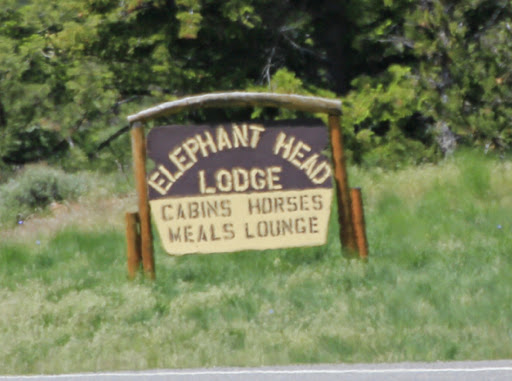 ELEPHANT HEAD
LODGE
CABINS HORSES
MEALS LOUNGE